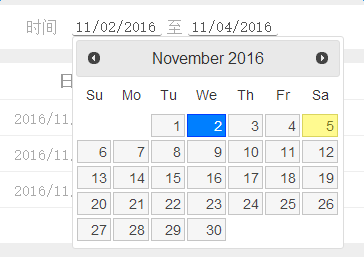 时间 11/02/2016 至 11/04/2016
November 2016
Su Mo Tu We Th Fr Sa
1 2 3 4 5
6 7 8 9 10 11 12
13 14 15 16 17 18 19
20 21 22 23 24 25 26
27 28 29 30
日
2016/11/
2016/11/